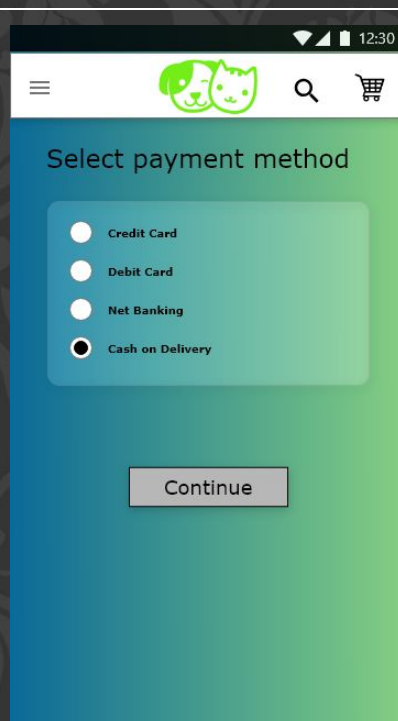 12:30
Select payment method
Credit Card
Debit Card
Net Banking
Cash on Delivery
Continue